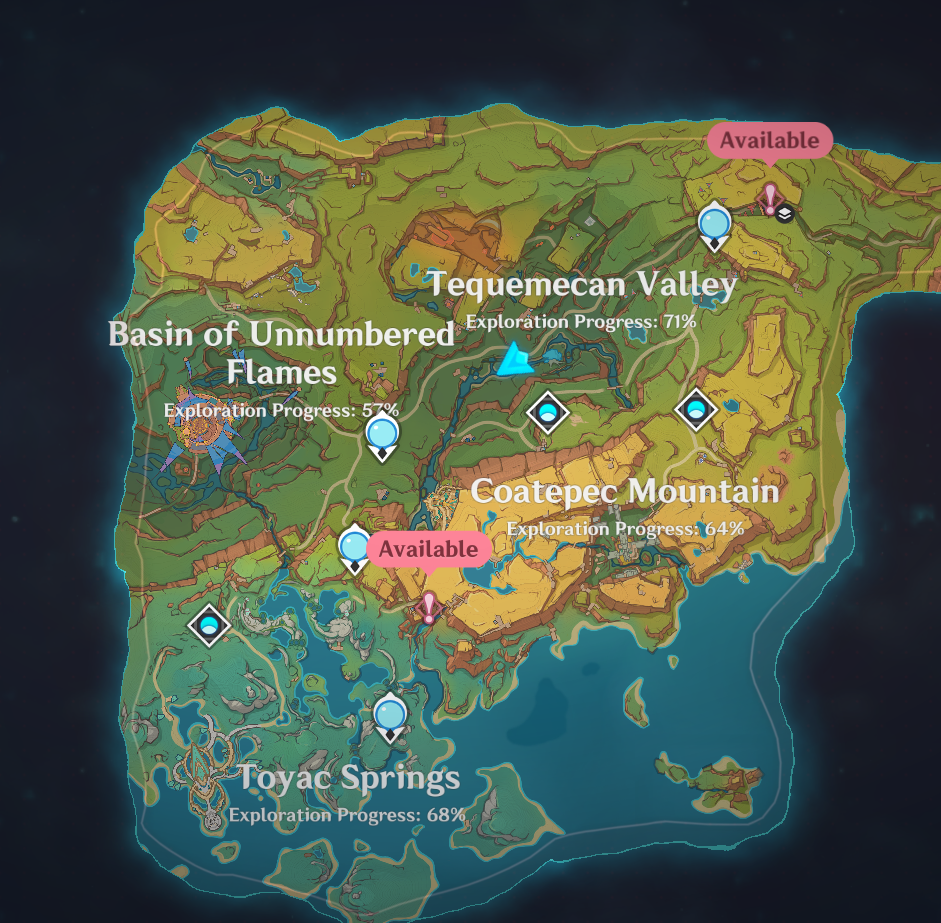 Available
Tequemecan Valley
Exploration Progress: 71%
Basin of Unnumbered
Flames
Exploration Progress: 57%
Coatepec Mountain
Exploration Progress: 64%
Available
Toyac Springs
Exploration Progress: 68%